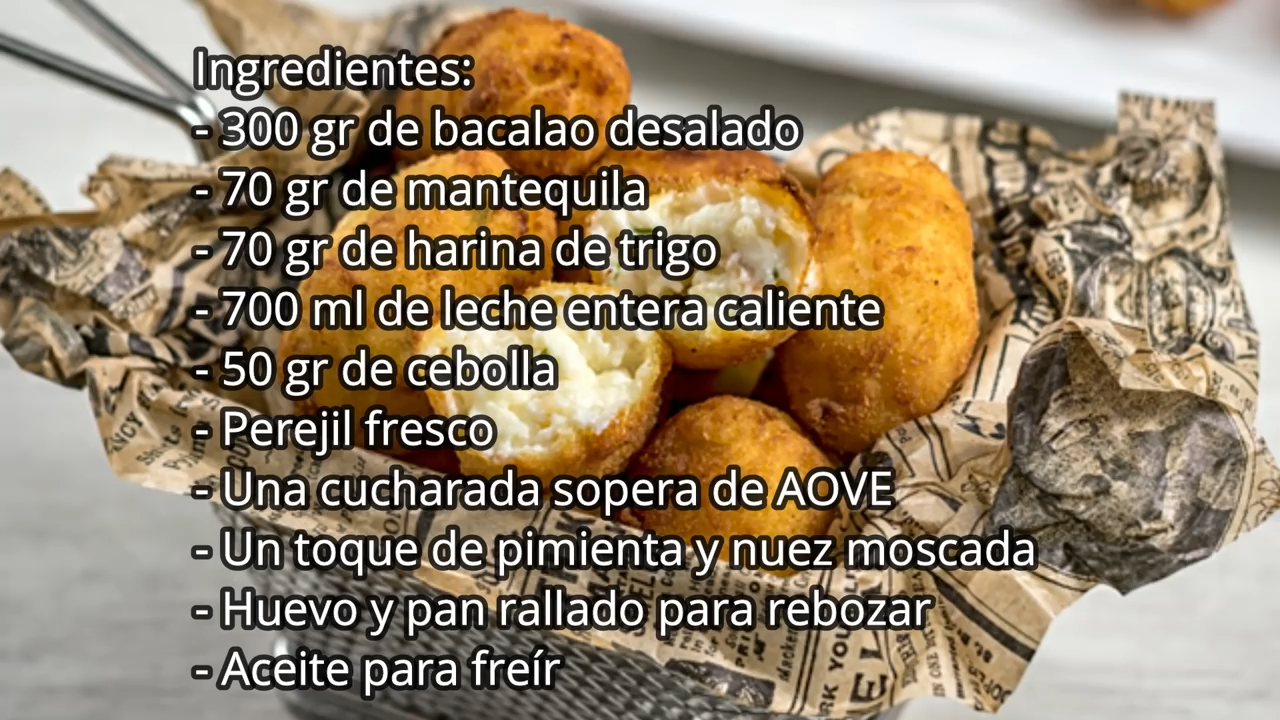 Ingredientes:
- 300 gr de bacalao desalado
- 70 gr de mantequila
- 70 gr de harina de trigo
- 700 ml de leche entera caliente
- 50 gr de cebolla
- Perejil fresco
- Una cucharada sopera de AOVE
- Un toque de pimienta y nuez moscada
- Huevo y pan rallado para rebozar
- Aceite para freír